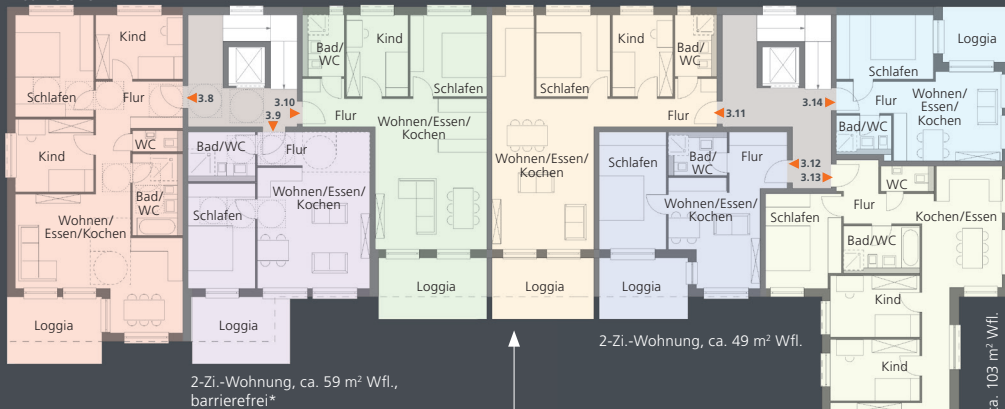 Schlafen
Kind
Flur
Kind
WC
Bad/
WC
Wohnen/
Essen/Kochen
Loggia
3.8
3.10
3.9
Bad/WC
Flur
Schlafen
Wohnen/Essen/
Kochen
Loggia
Bad/
WC
Kind
Schlafen
Flur
Wohnen/Essen/
Kochen
Loggia
Schlafen
Kind
Bad/
WC
Flur
Wohnen/Essen/
Kochen
Loggia
3.11
3.14
3.12
3.13
Schlafen
Bad/
WC
Flur
Wohnen/Essen/
Kochen
Loggia
Schlafen
Loggia
Flur
Wohnen/
Essen/
Kochen
Bad/WC
WC
Flur
Schlafen
Kochen/Essen
Bad/WC
Kind
Kind
2-Zi.-Wohnung, ca. 59 m² Wfl.,
barrierefrei*
2-Zi.-Wohnung, ca. 49 m² Wfl.
ca. 103 m² Wfl.